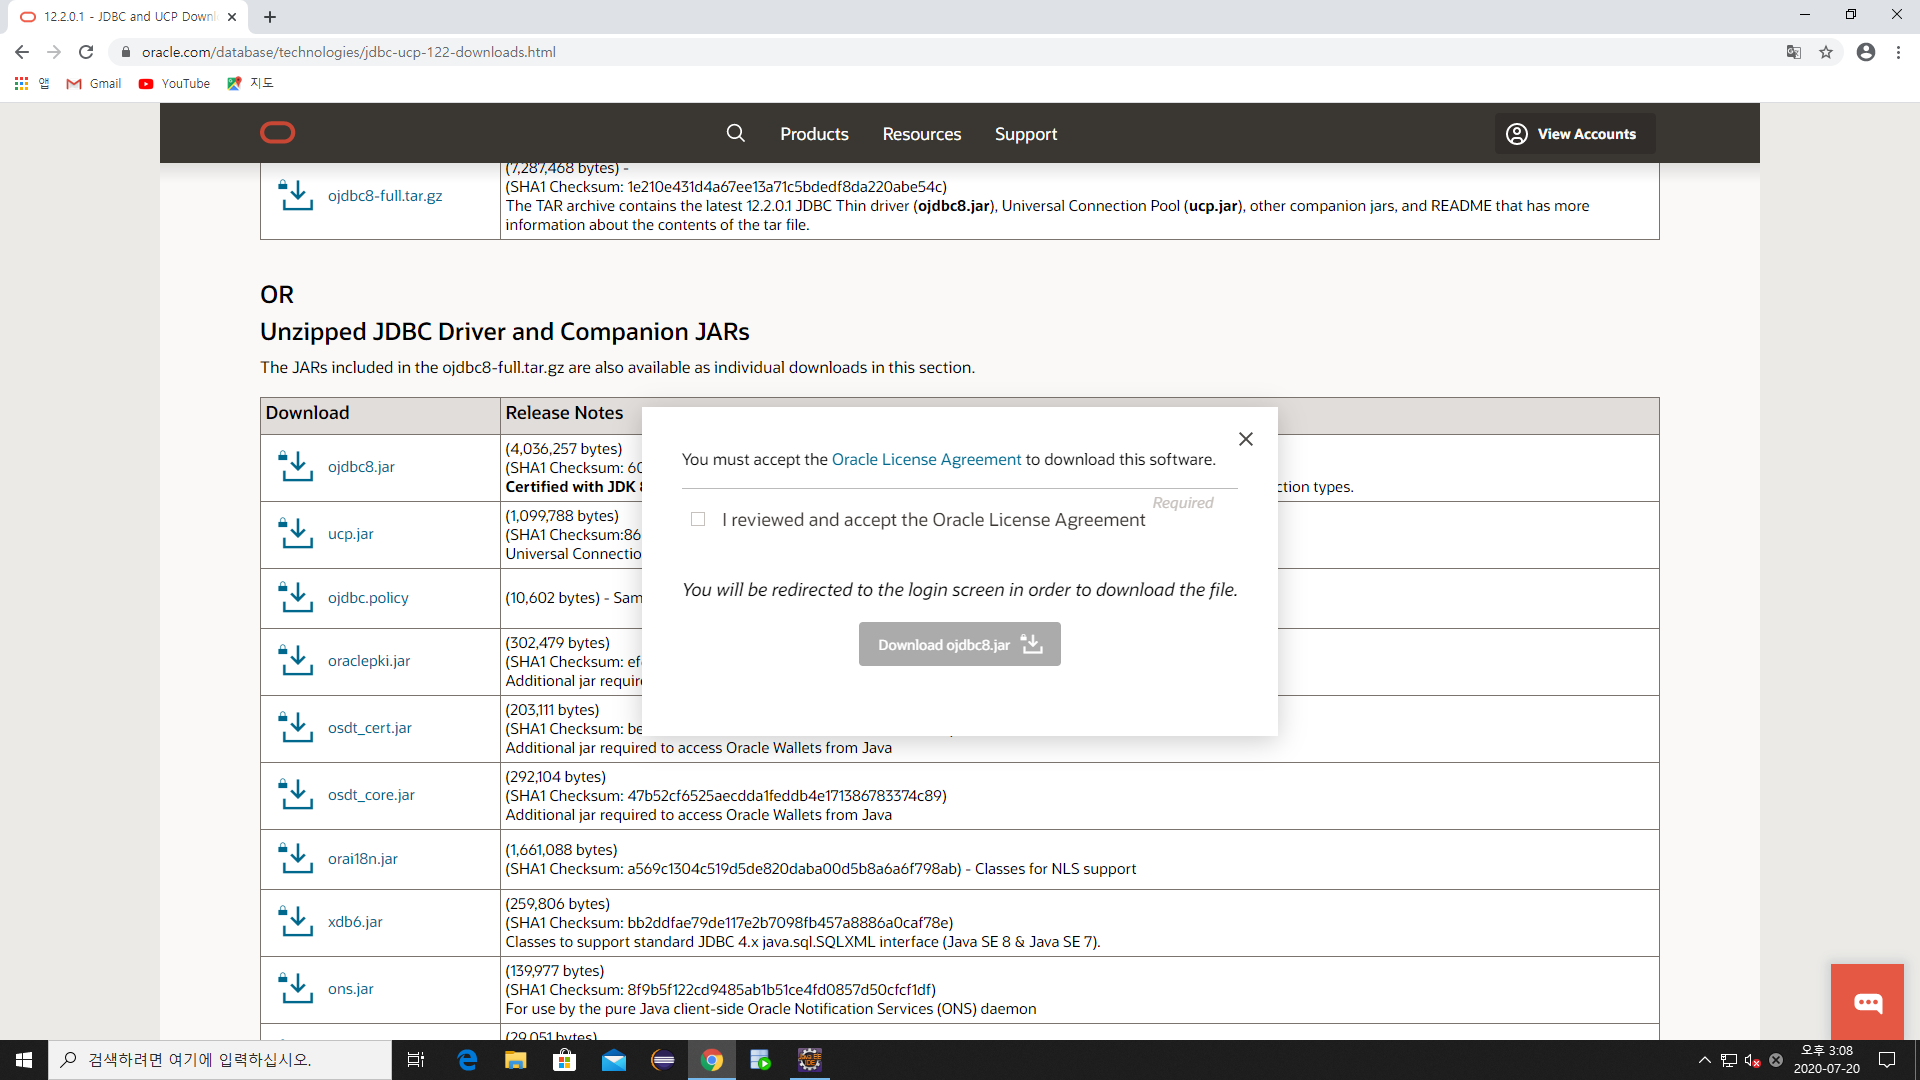 12.2.0.1 - JDBC and UCP Downl
oracle.com/database/technologies/jdbc-ucp-122-downloads.html
앱 Gmail YouTube 지도
Products Resources Support View Accounts
(7,287,468 bytes) -
(SHA1 Checksum: 1e210e431d4a67ee13a71c5bdedf8da220abe54c)
ojdbc8-full.tar.gz
The TAR archive contains the latest 12.2.0.1 JDBC Thin driver (ojdbc8.jar), Universal Connection Pool (ucp.jar), other companion jars, and README that has more
information about the contents of the tar file.
OR
Unzipped JDBC Driver and Companion JARs
The JARs included in the ojdbc8-full.tar.gz are also available as individual downloads in this section.
Download Release Notes
ojdbc8.jar
(4,036,257 bytes)
(SHA1 Checksum: 60
Certified with JDK 8
ction types.
ucp.jar
(1,099,788 bytes)
(SHA1 Checksum:86
Universal Connectio
ojdbc.policy
(10,602 bytes) - Sam
oraclepki.jar
(302,479 bytes)
(SHA1 Checksum: ef
Additional jar requir
osdt_cert.jar
(203,111 bytes)
(SHA1 Checksum: be
Additional jar required to access Oracle Wallets from Java
osdt_core.jar
(292,104 bytes)
(SHA1 Checksum: 47b52cf6525aecdda1feddb4e171386783374c89)
Additional jar required to access Oracle Wallets from Java
orai18n.jar
(1,661,088 bytes)
(SHA1 Checksum: a569c1304c519d5de820daba00d5b8a6a6f798ab) - Classes for NLS support
xdb6.jar
(259,806 bytes)
(SHA1 Checksum: bb2ddfae79de117e2b7098fb457a8886a0caf78e)
Classes to support standard JDBC 4.x java.sql.SQLXML interface (Java SE 8 & Java SE 7).
ons.jar
(139,977 bytes)
(SHA1 Checksum: 8f9b5f122cd9485ab1b51ce4fd0857d50cfcf1df)
For use by the pure Java client-side Oracle Notification Services (ONS) daemon
(29,051 bytes)
You must accept the Oracle License Agreement to download this software.
Required
I reviewed and accept the Oracle License Agreement
You will be redirected to the login screen in order to download the file.
Download ojdbc8.jar
검색하려면 여기에 입력하십시오.
오후 3:08
2020-07-20